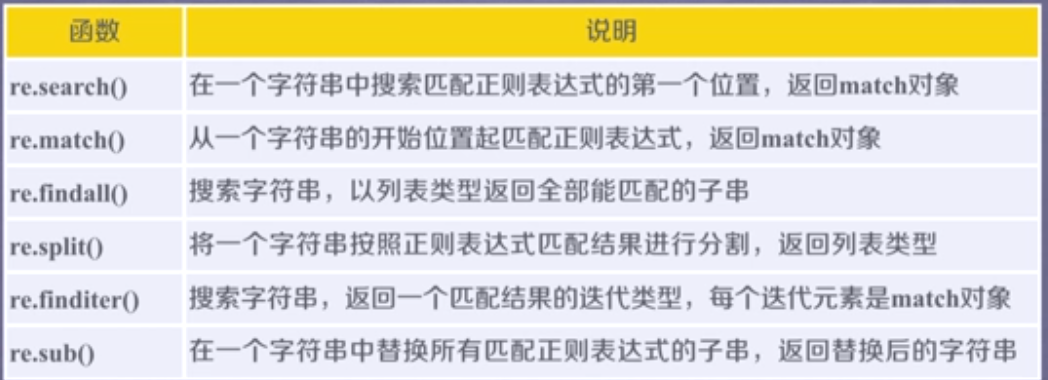 函数 说明
re.search() 在一个字符串中搜索匹配正则表达式的第一个位置，返回match对象
re.match() 从一个字符串的开始位置起匹配正则表达式，返回match对象
re.findall() 搜索字符串，以列表类型返回全部能匹配的子串
re.split() 将一个字符串按照正则表达式匹配结果进行分割，返回列表类型
re.finditer() 搜索字符串，返回一个匹配结果的迭代类型，每个迭代元素是match对象
re.sub() 在一个字符串中替换所有匹配正则表达式的子串，返回替换后的字符串